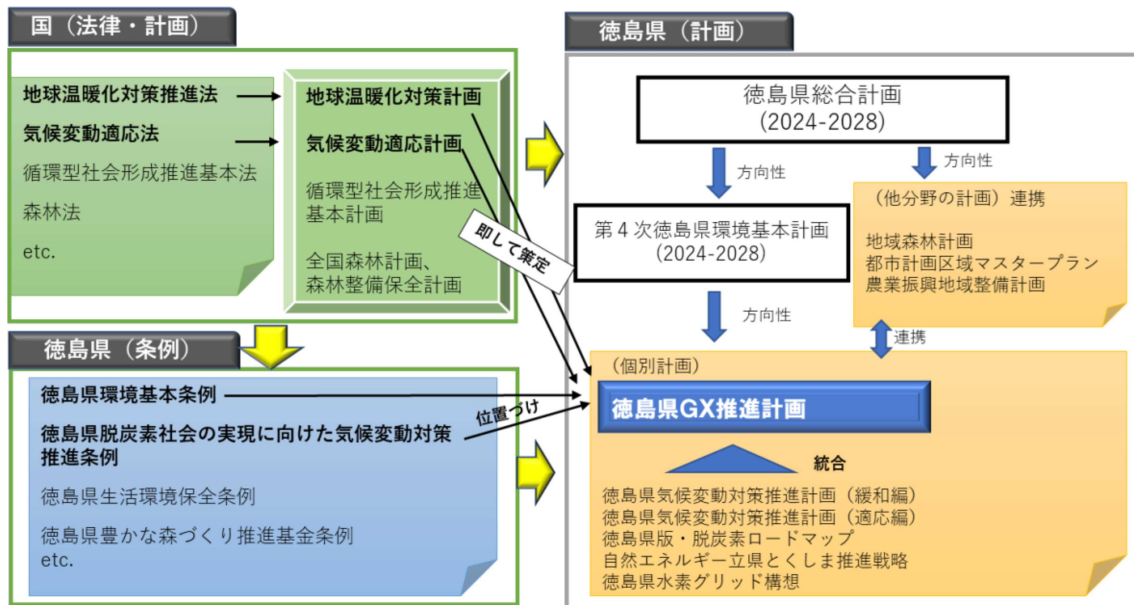 国（法律・計画）
地球温暖化対策推進法
気候変動適応法
循環型社会形成推進基本法
森林法
etc.
地球温暖化対策計画
気候変動適応計画
循環型社会形成推進
基本計画
全国森林計画、
森林整備保全計画
即して策定
徳島県（条例）
徳島県環境基本条例
徳島県脱炭素社会の実現に向けた気候変動対策
推進条例
徳島県生活環境保全条例
徳島県豊かな森づくり推進基金条例
etc.
位置づけ
徳島県（計画）
徳島県総合計画
(2024-2028)
方向性
方向性
第４次徳島県環境基本計画
(2024-2028)
（他分野の計画）連携
地域森林計画
都市計画区域マスタープラン
農業振興地域整備計画
方向性
連携
（個別計画）
徳島県GX推進計画
統合
徳島県気候変動対策推進計画（緩和編）
徳島県気候変動対策推進計画（適応編）
徳島県版・脱炭素ロードマップ
自然エネルギー立県とくしま推進戦略
徳島県水素グリッド構想